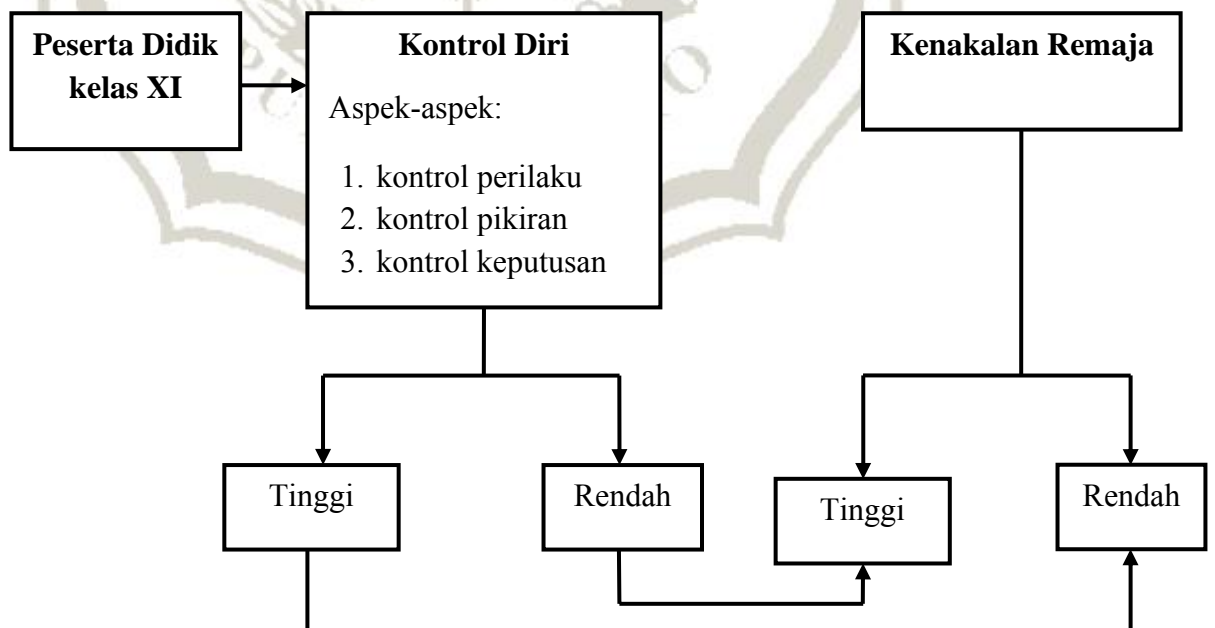 Peserta Didik
kelas XI
Kontrol Diri
Aspek-aspek:
1. kontrol perilaku
2. kontrol pikiran
3. kontrol keputusan
Kenakalan Remaja
Tinggi
Rendah
Tinggi
Rendah